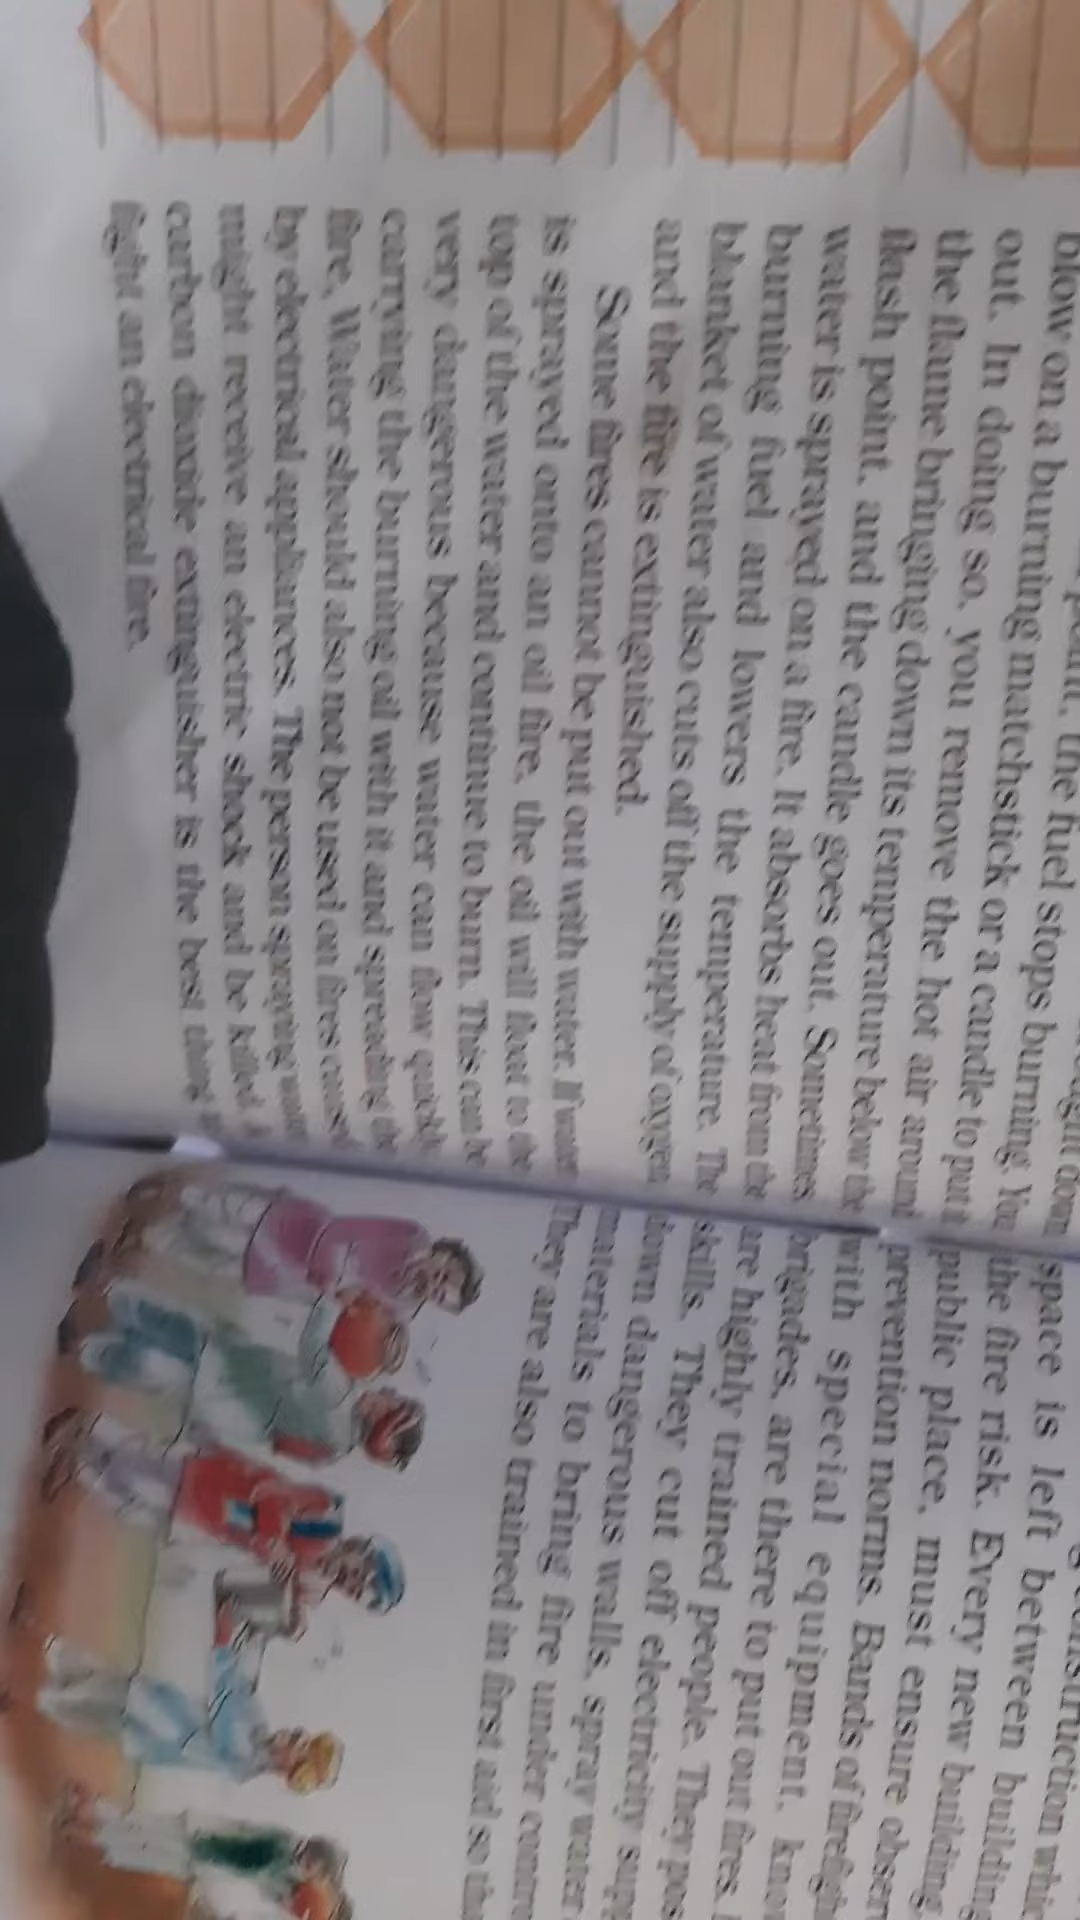 the fuel stops burning. You
blow on a burning matchstick or a candle to put it
out. In doing so, you remove the hot air around
the flame bringing down its temperature below the
flash point, and the candle goes out. Sometimes
water is sprayed on a fire. It absorbs heat from the
burning fuel and lowers the temperature. The
blanket of water also cuts off the supply of oxygen
and the fire is extinguished.
Some fires cannot be put out with water. If water
is sprayed onto an oil fire, the oil will float to the
top of the water and continue to burn. This can be
very dangerous because water can flow quickly
carrying the burning oil with it and spreading the
fire. Water should also not be used on fires caused
by electrical appliances. The person spraying water
might receive an electric shock and be killed. A
carbon dioxide extinguisher is the best thing to
fight an electrical fire.
space is left between building
the fire risk. Every new building,
public place, must ensure obser
prevention norms. Bands of firefigh
with special equipment, know
brigades, are there to put out fires.
are highly trained people. They pos
skills. They cut off electricity supp
down dangerous walls, spray water
materials to bring fire under contro
They are also trained in first aid so tha